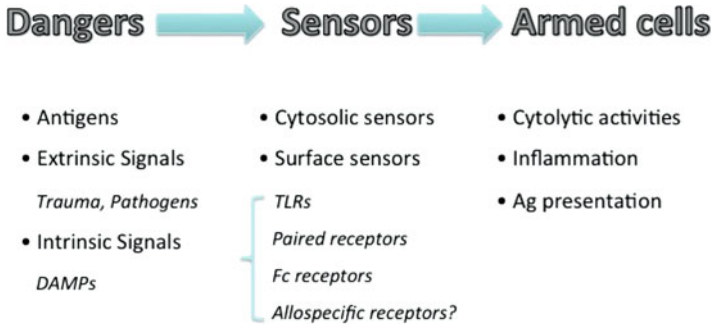 Dangers
Sensors
Armed cells
• Antigens
• Extrinsic Signals
Trauma, Pathogens
• Intrinsic Signals
DAMPs
• Cytosolic sensors
• Surface sensors
TLRs
Paired receptors
Fc receptors
Allospecific receptors?
• Cytolytic activities
• Inflammation
• Ag presentation